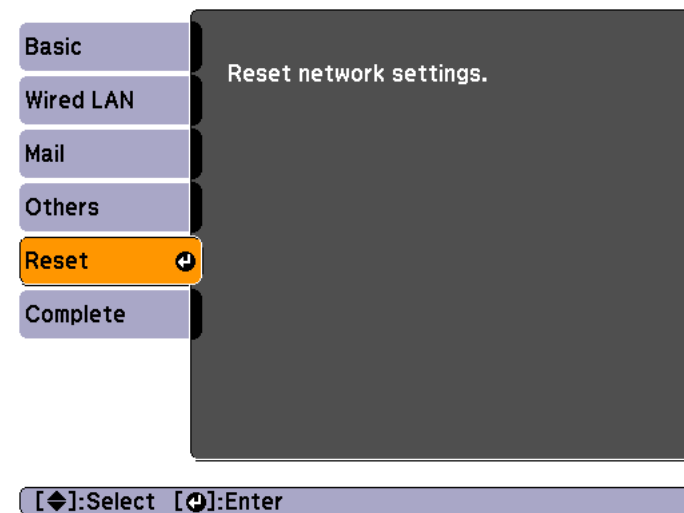 Basic
Reset network settings.
Wired LAN
Mail
Others
Reset
Complete
[◆]:Select [⏎]:Enter